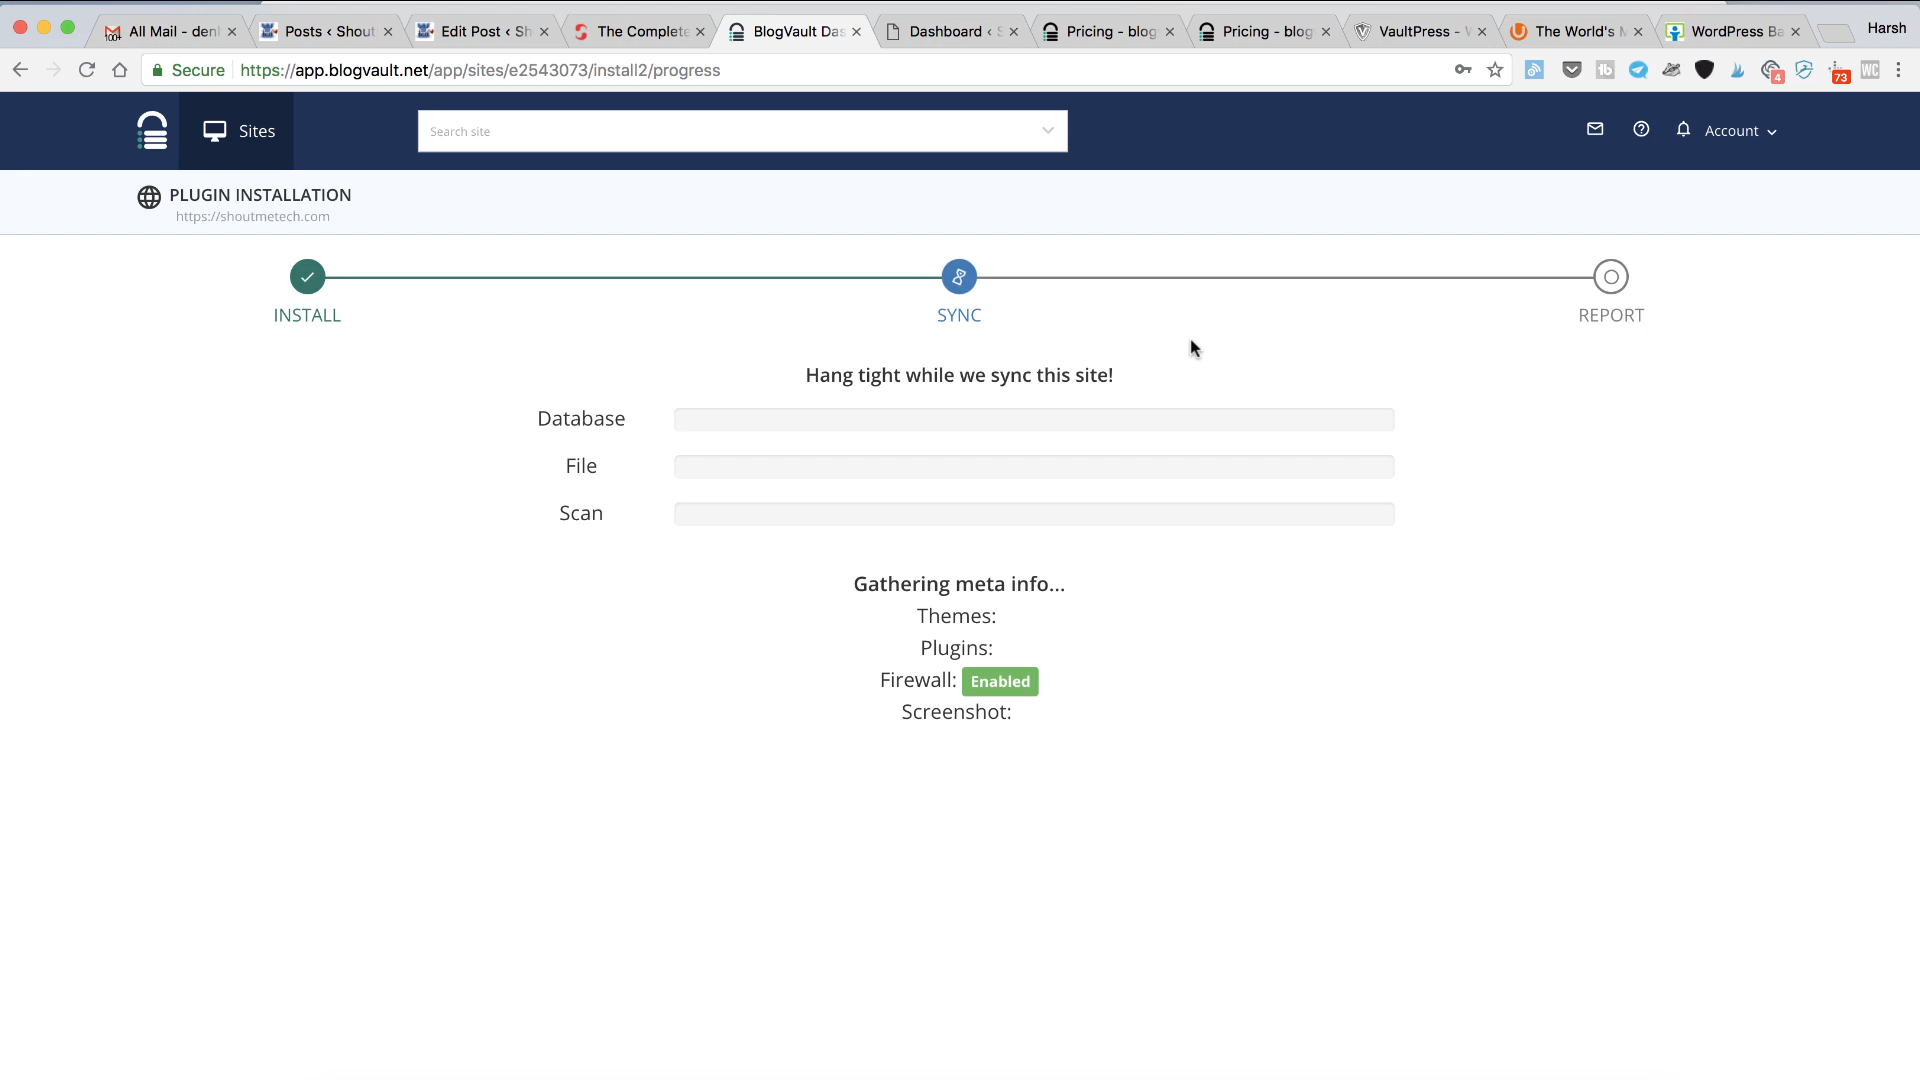 All Mail - den
Posts ‹ Shout
Edit Post ‹ Sh
The Complete
BlogVault Das
Dashboard ‹ S
Pricing - blog
Pricing - blog
VaultPress - W
The World's M
WordPress Ba
Harsh
Secure
https://app.blogvault.net/app/sites/e2543073/install2/progress
4
73
WC
Sites
Search site
Account
PLUGIN INSTALLATION
https://shoutmetech.com
INSTALL
SYNC
REPORT
Hang tight while we sync this site!
Database
File
Scan
Gathering meta info...
Themes:
Plugins:
Firewall: Enabled
Screenshot: